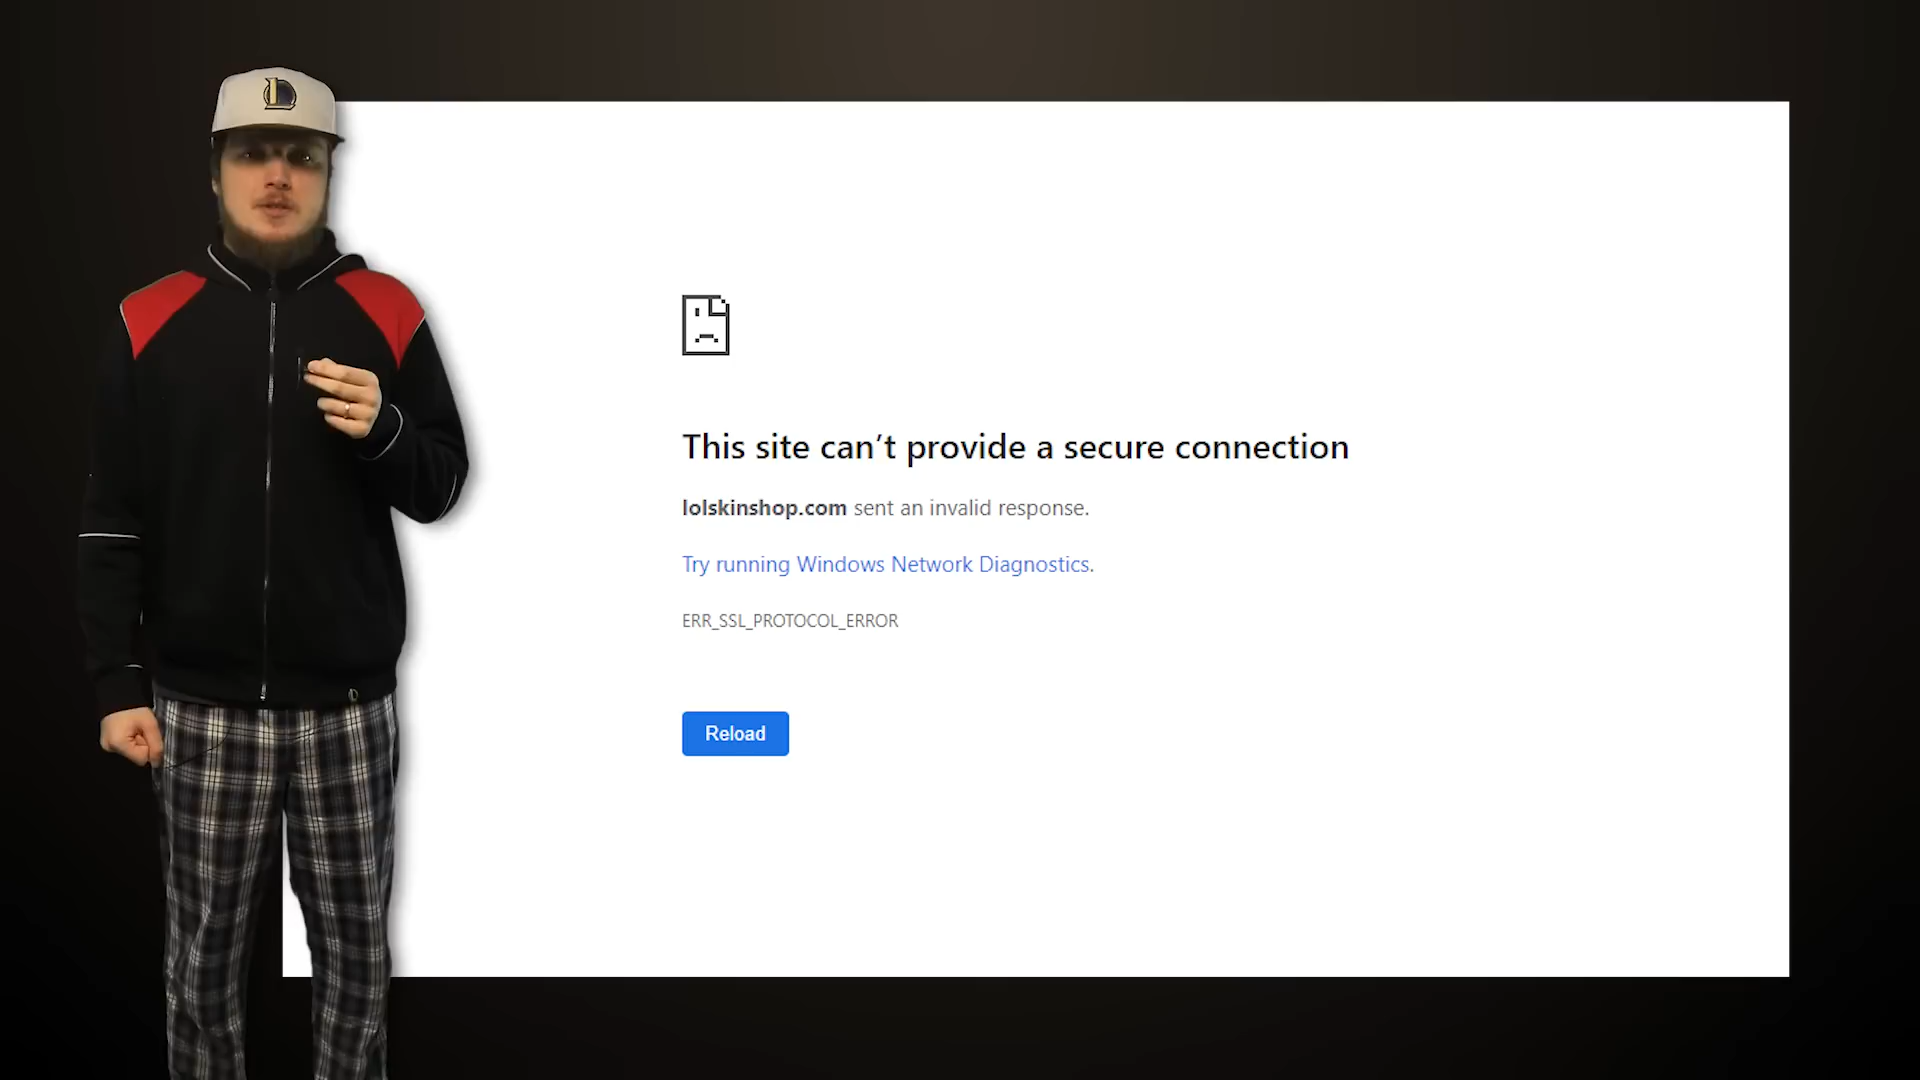 L
This site can’t provide a secure connection
lolskinshop.com sent an invalid response.
Try running Windows Network Diagnostics.
ERR_SSL_PROTOCOL_ERROR
Reload